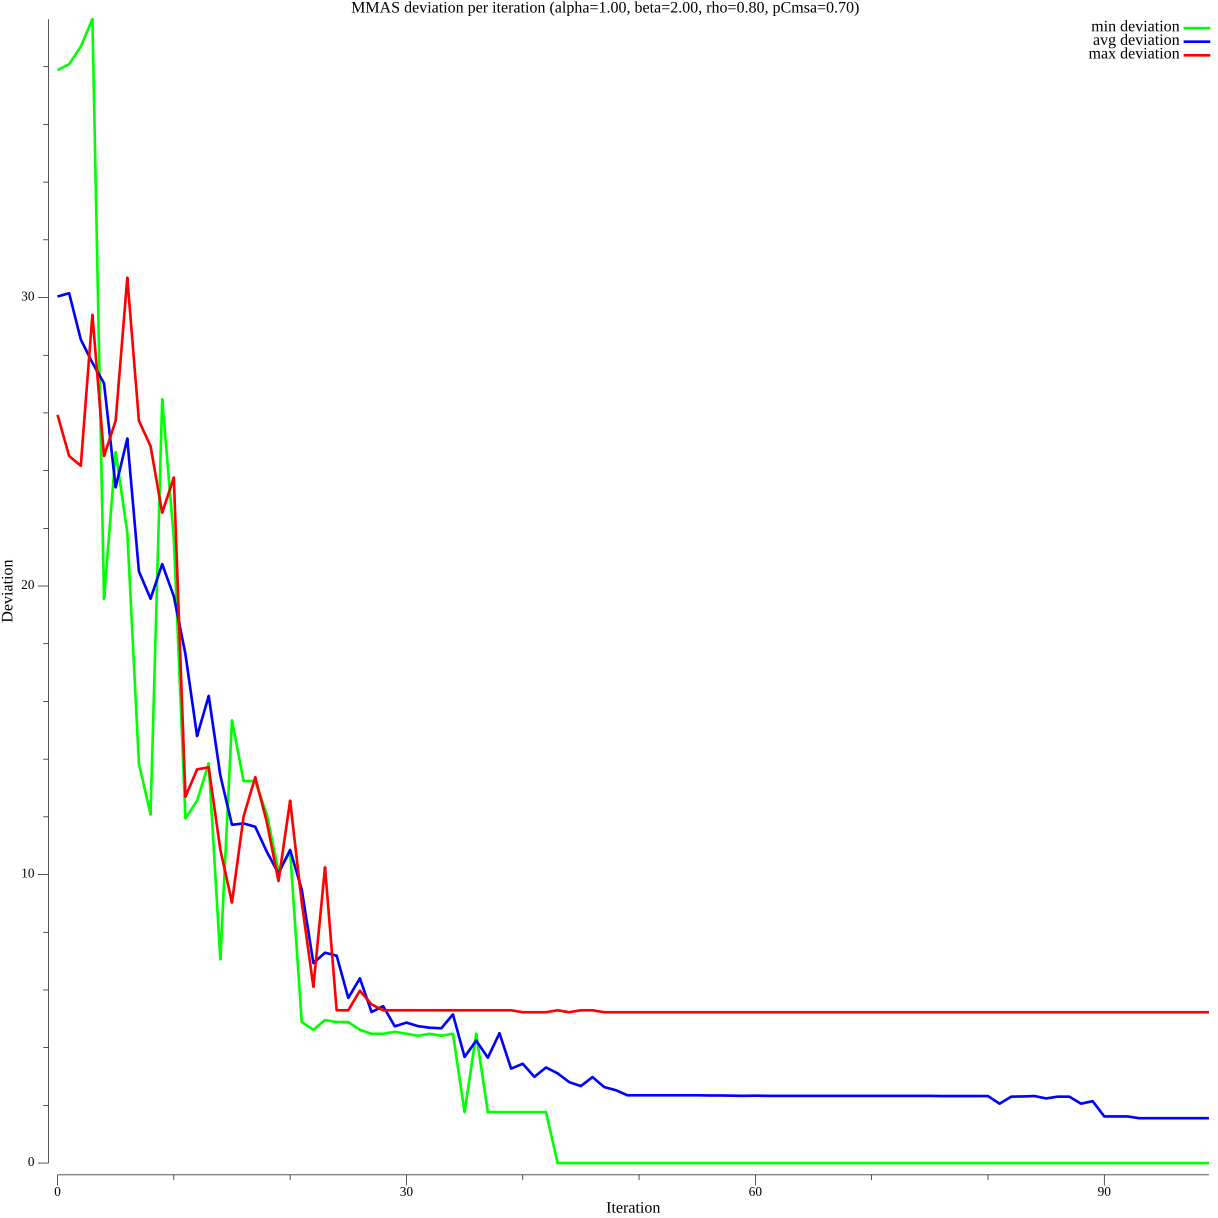 MMAS deviation per iteration (alpha=1.00, beta=2.00, rho=0.80, pCmsa=0.70)
min deviation
avg deviation
max deviation
30
20
10
0
Deviation
0 30 60 90
Iteration